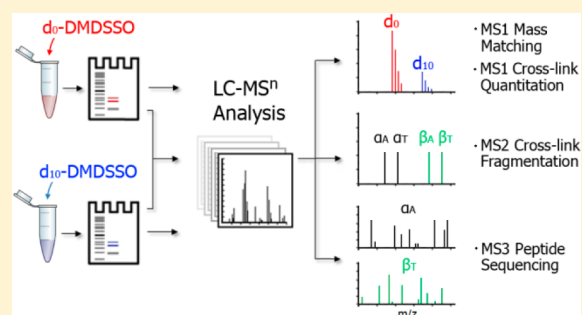 d0-DMDSSO
d10-DMDSSO
LC-MSⁿ
Analysis
d0
d10
· MS1 Mass
Matching
· MS1 Cross-link
Quantitation
αA αT βA βT
· MS2 Cross-link
Fragmentation
αA
βT
· MS3 Peptide
Sequencing
m/z